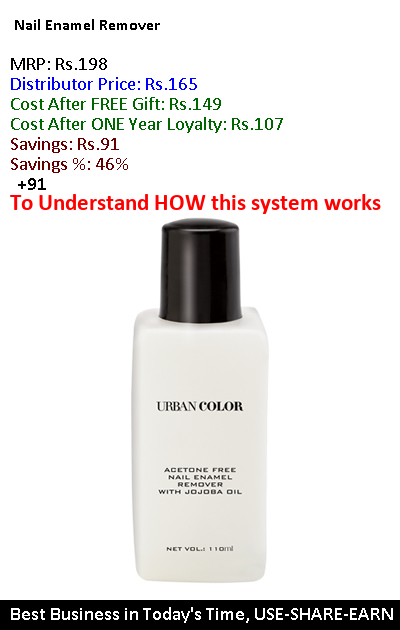 Nail Enamel Remover
MRP: Rs.198
Distributor Price: Rs.165
Cost After FREE Gift: Rs.149
Cost After ONE Year Loyalty: Rs.107
Savings: Rs.91
Savings %: 46%
+91
To Understand HOW this system works
URBAN COLOR
ACETONE FREE
NAIL ENAMEL
REMOVER
WITH JOJOBA OIL
NET VOL.: 110ml
Best Business in Today's Time, USE-SHARE-EARN